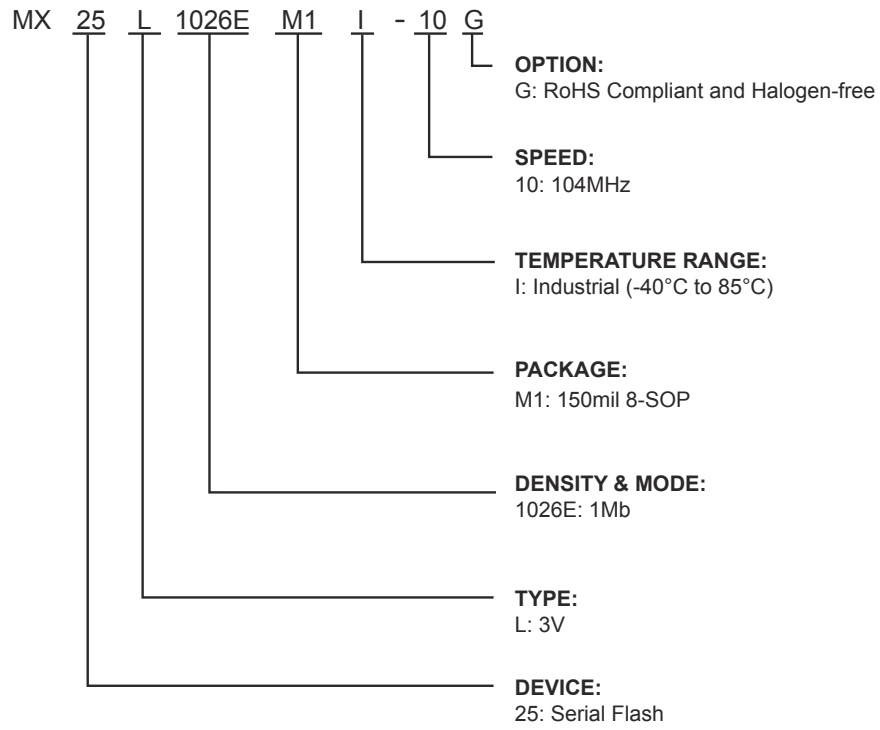 MX 25 L 1026E M1 I - 10 G
OPTION:
G: RoHS Compliant and Halogen-free
SPEED:
10: 104MHz
TEMPERATURE RANGE:
I: Industrial (-40°C to 85°C)
PACKAGE:
M1: 150mil 8-SOP
DENSITY & MODE:
1026E: 1Mb
TYPE:
L: 3V
DEVICE:
25: Serial Flash